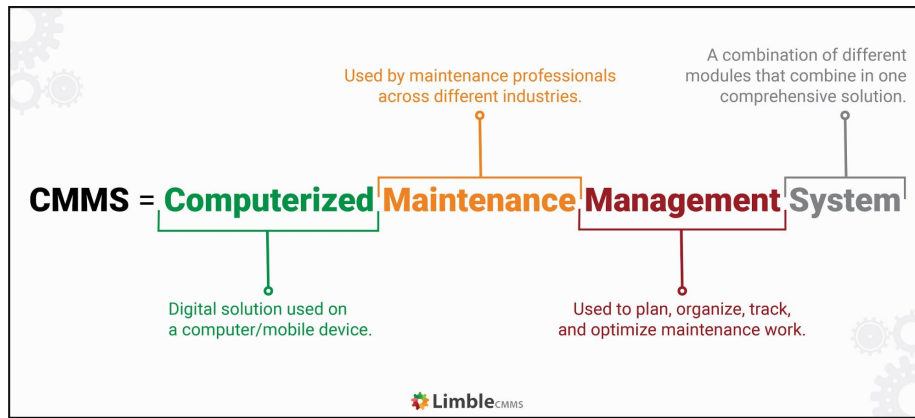 Used by maintenance professionals
across different industries.
A combination of different
modules that combine in one
comprehensive solution.
CMMS = Computerized Maintenance Management System
Digital solution used on
a computer/mobile device.
Used to plan, organize, track,
and optimize maintenance work.
Limble CMMS